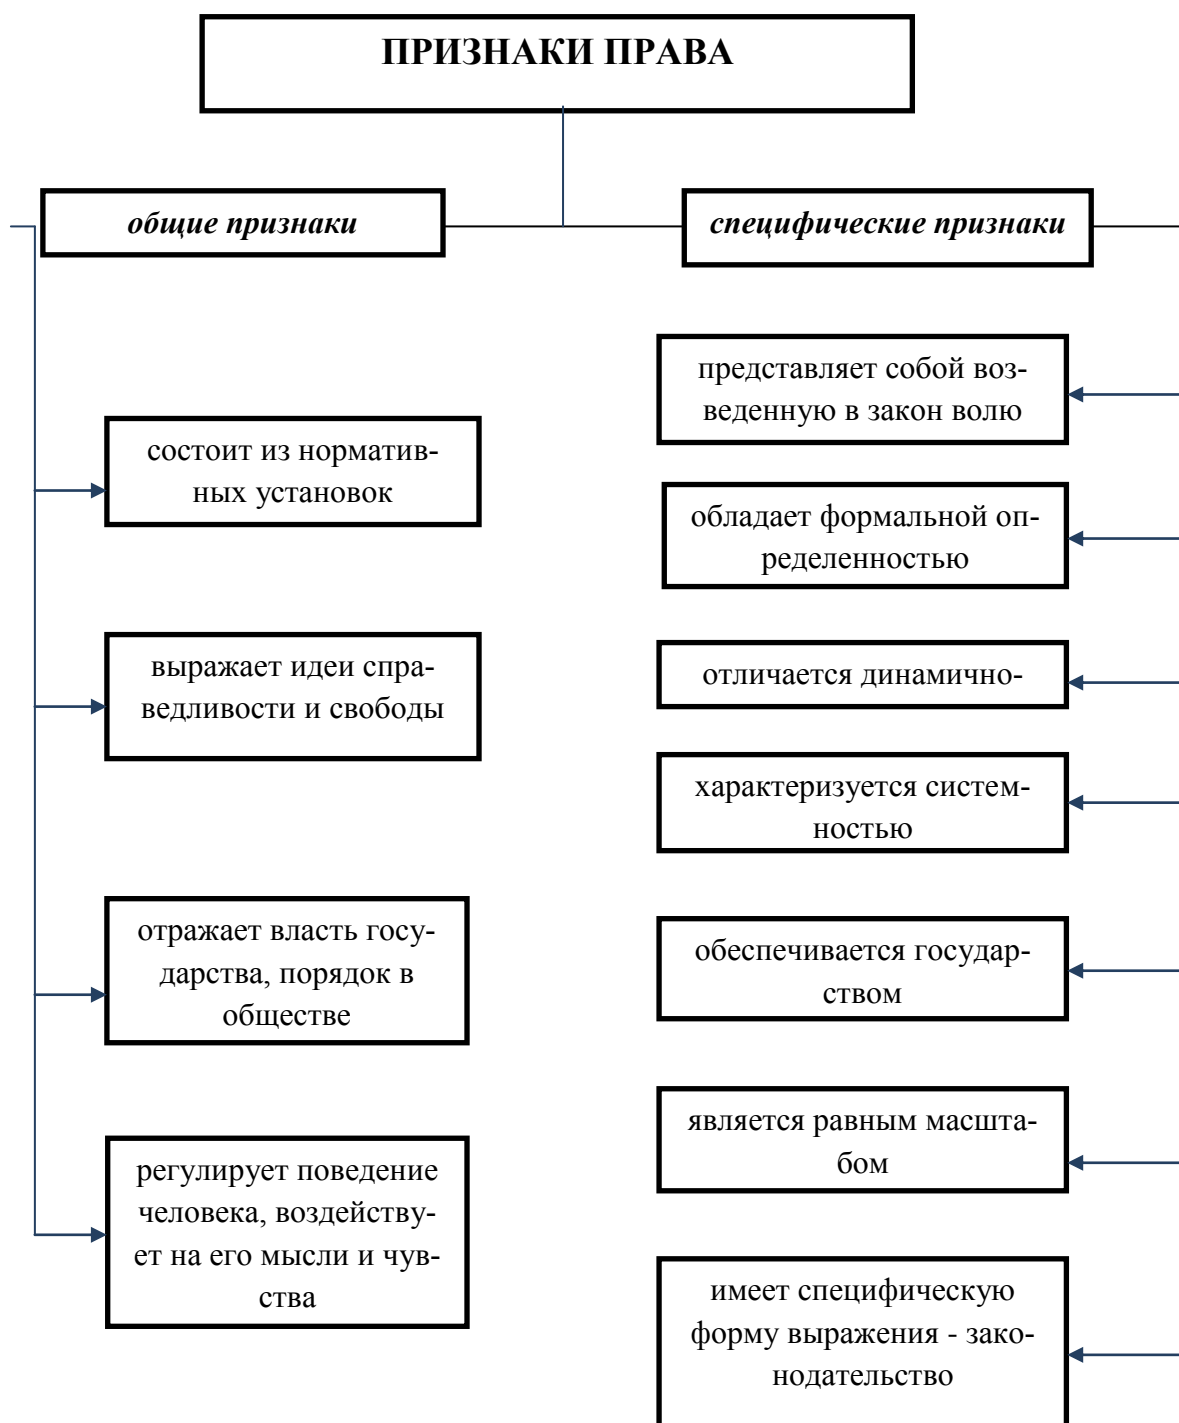 ПРИЗНАКИ ПРАВА
общие признаки
специфические признаки
состоит из норматив-
ных установок
выражает идеи спра-
ведливости и свободы
отражает власть госу-
дарства, порядок в
обществе
регулирует поведение
человека, воздейству-
ет на его мысли и чув-
ства
представляет собой воз-
веденную в закон волю
обладает формальной оп-
ределенностью
отличается динамично-
характеризуется систем-
ностью
обеспечивается государ-
ством
является равным масшта-
бом
имеет специфическую
форму выражения - зако-
нодательство